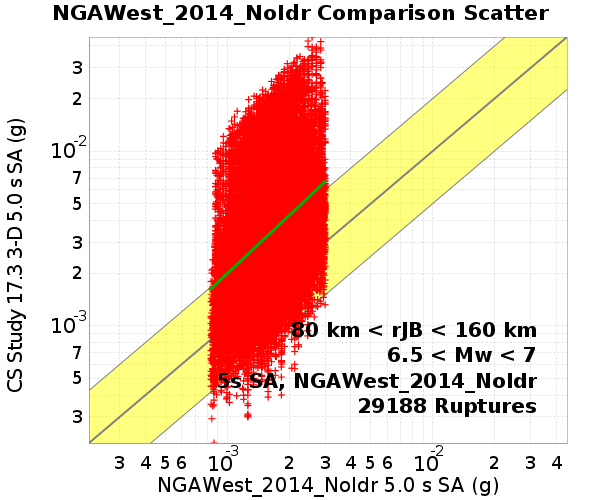 NGAWest_2014_NoIdr Comparison Scatter
CS Study 17.3 3-D 5.0 s SA (g)
3
2
10-2
7
5
3
2
10-3
7
5
3
80 km < rJB < 160 km
6.5 < Mw < 7
5s SA, NGAWest_2014_NoIdr
29188 Ruptures
3 4 5 6 10-3 2 3 4 5 6 10-2 2 3 4
NGAWest_2014_NoIdr 5.0 s SA (g)